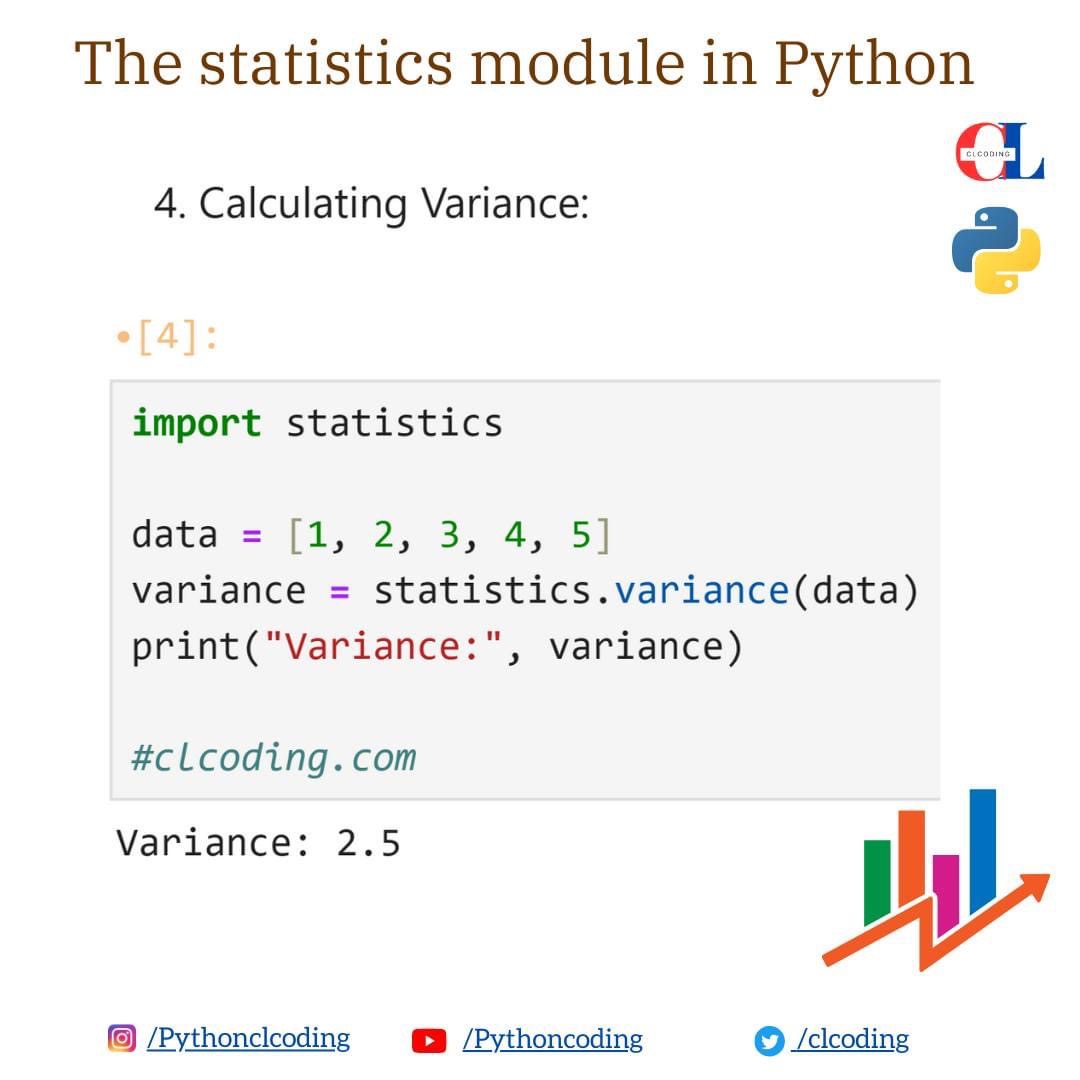 The statistics module in Python
CLCODING
4. Calculating Variance:
•[4]:
import statistics
data = [1, 2, 3, 4, 5]
variance = statistics.variance(data)
print("Variance:", variance)
#clcoding.com
Variance: 2.5
/Pythonclcoding /Pythoncoding /clcoding